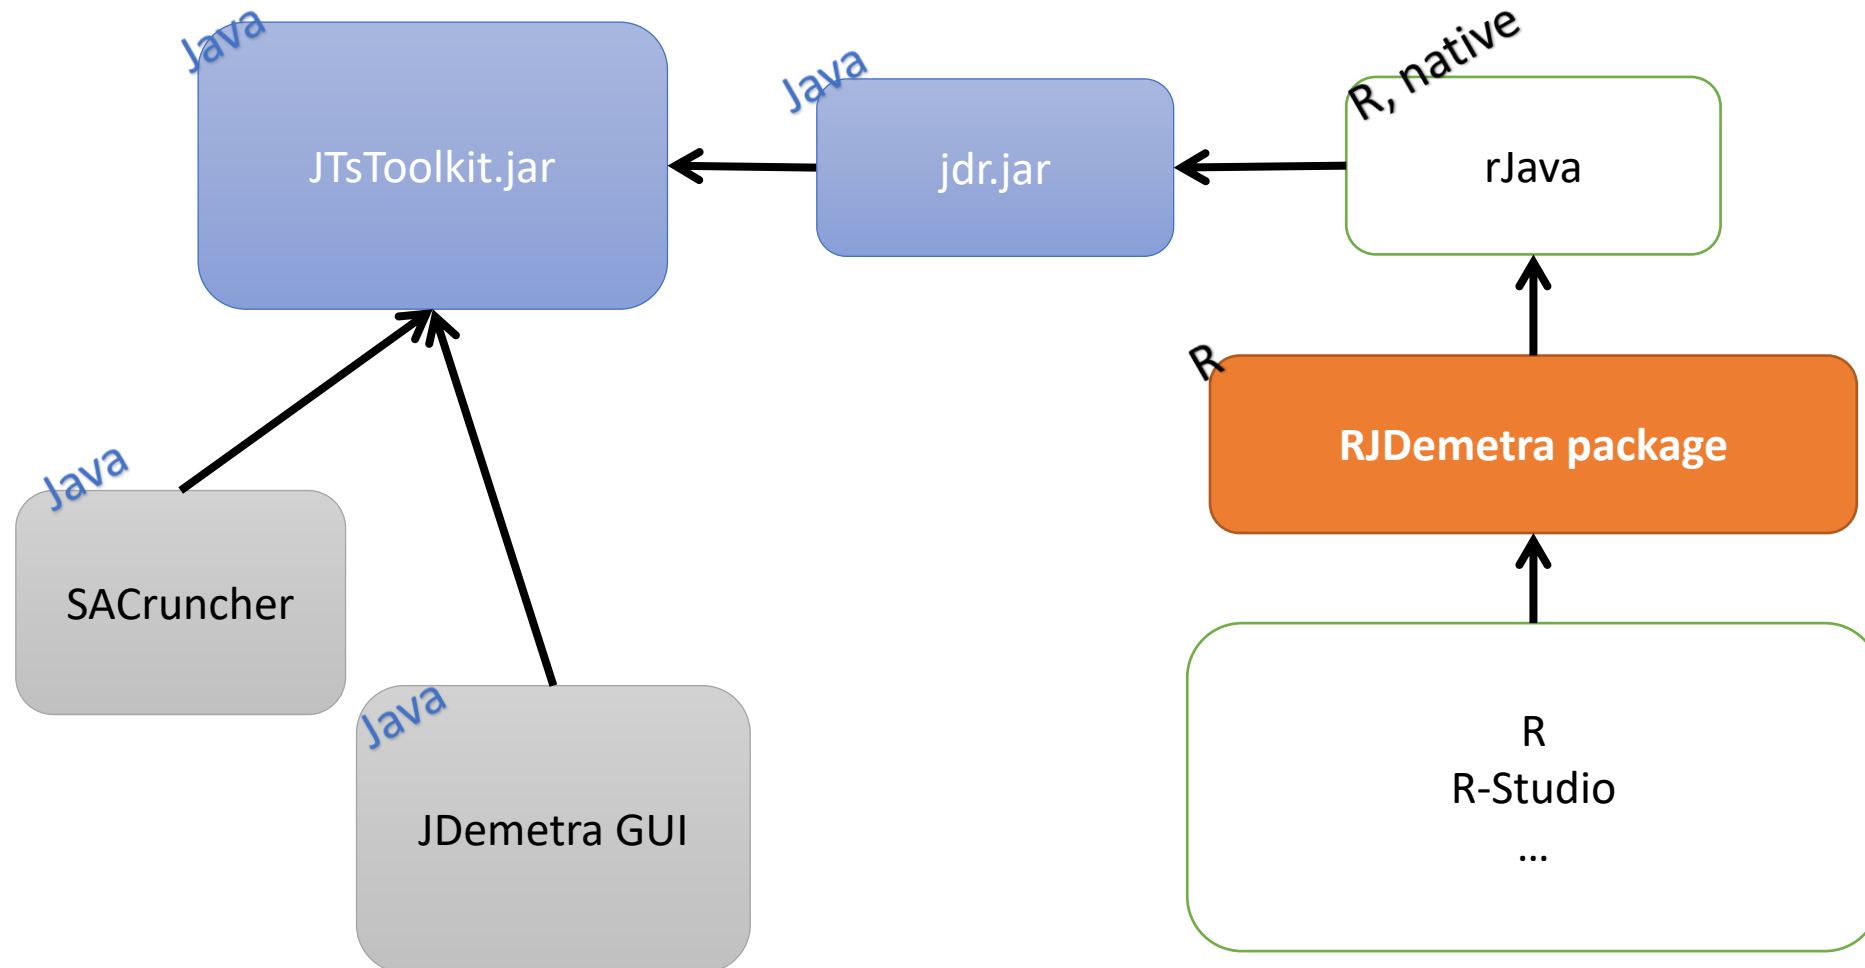 Java
JTsToolkit.jar
Java
jdr.jar
R, native
rJava
R
RJDemetra package
Java
SACruncher
Java
JDemetra GUI
R
R-Studio
...